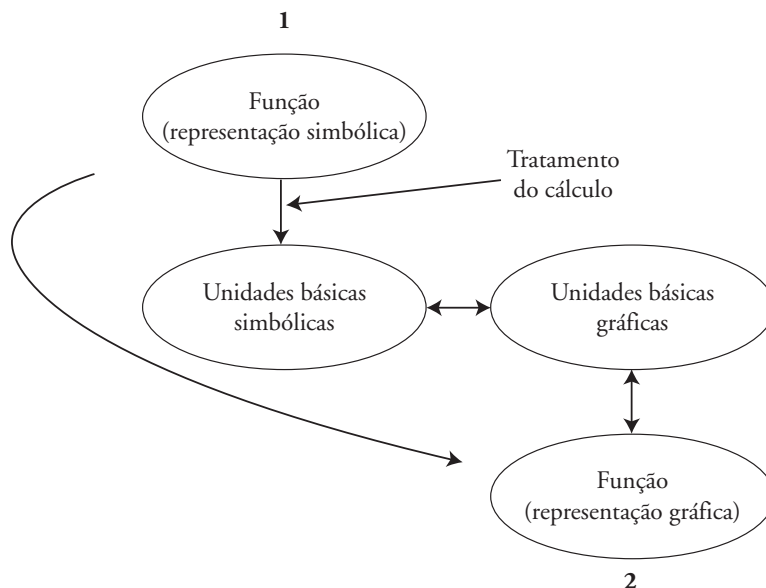 1
Função
(representação simbólica)
Tratamento
do cálculo
Unidades básicas
simbólicas
Unidades básicas
gráficas
Função
(representação gráfica)
2